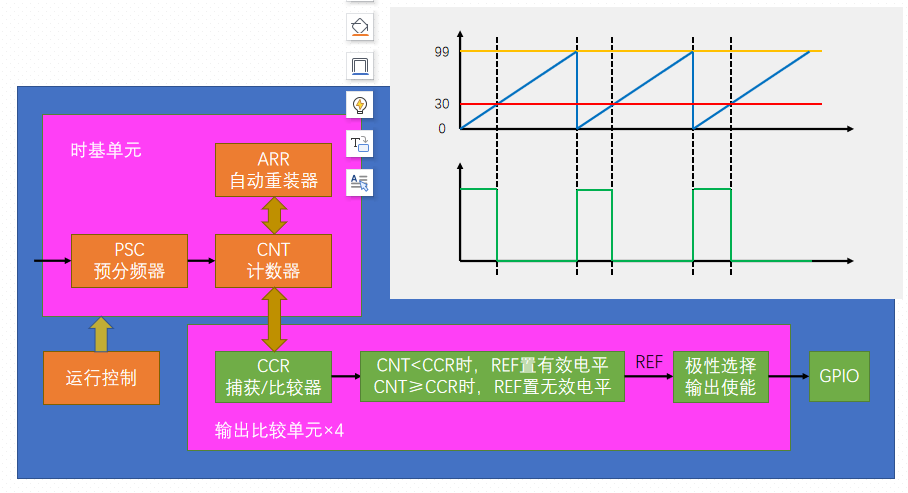 99
30
0
时基单元
ARR
自动重装器
PSC
预分频器
CNT
计数器
运行控制
CCR
捕获/比较器
CNT<CCR时，REF置有效电平
CNT≥CCR时，REF置无效电平
REF
极性选择
输出使能
GPIO
输出比较单元×4